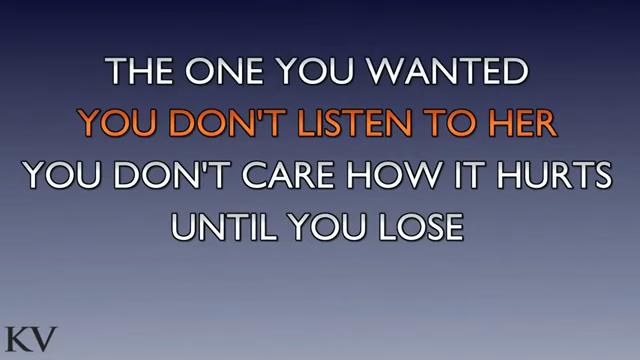 THE ONE YOU WANTED
YOU DON'T LISTEN TO HER
YOU DON'T CARE HOW IT HURTS
UNTIL YOU LOSE
KV